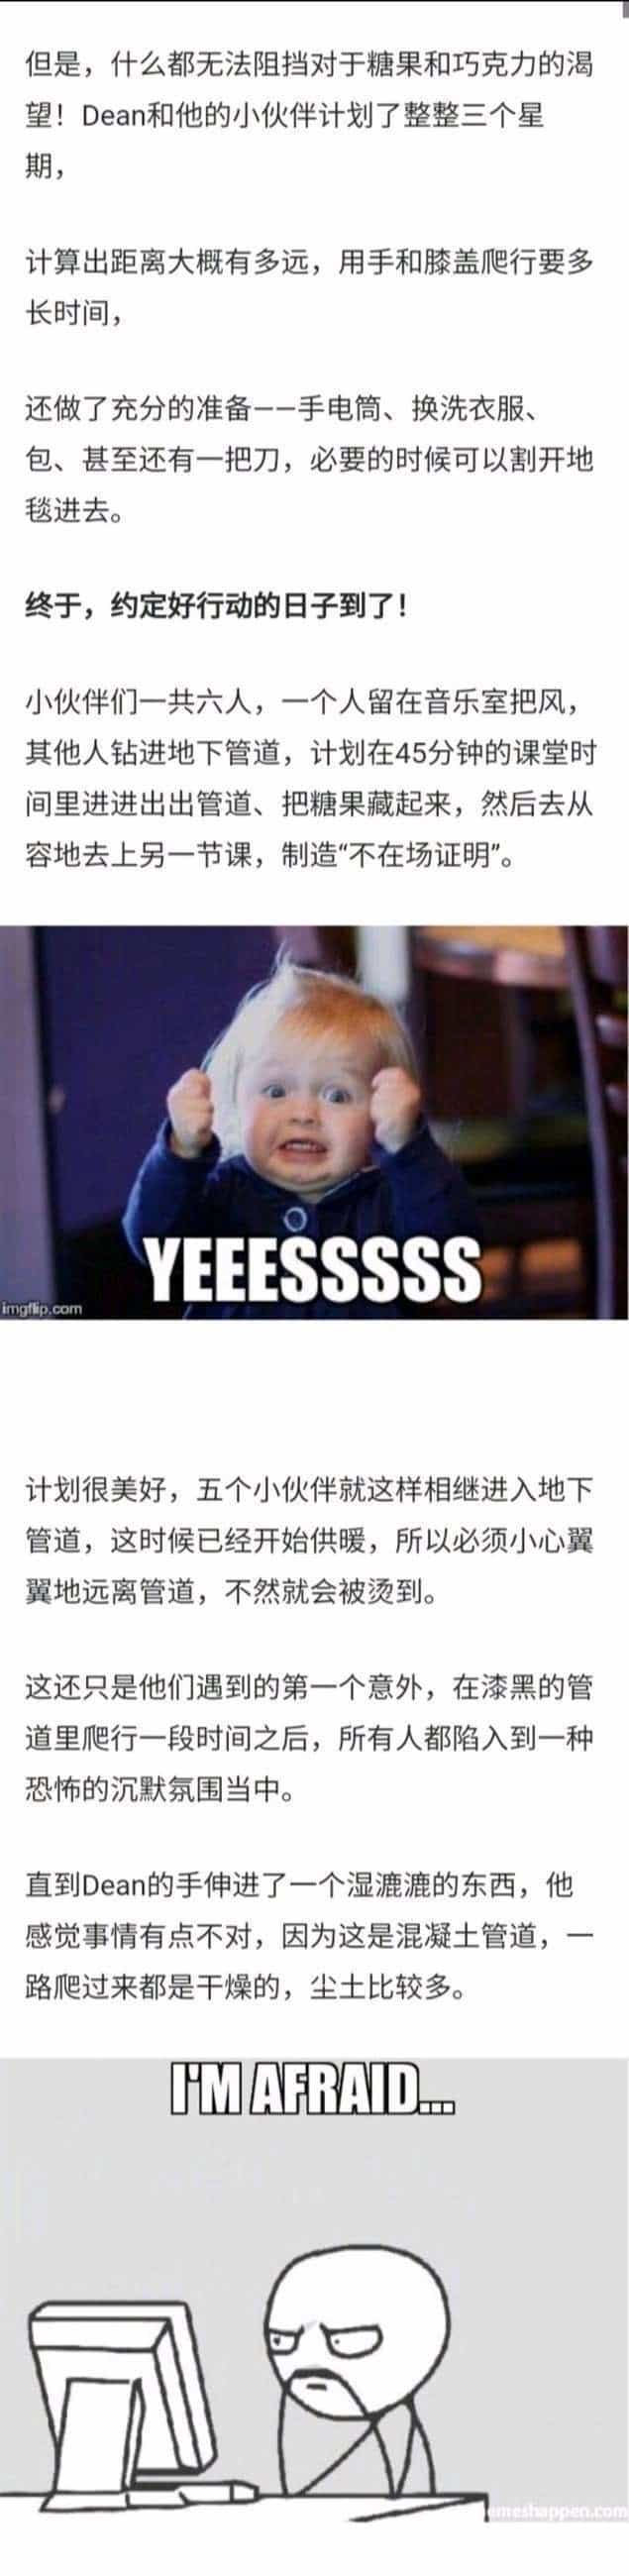 但是，什么都无法阻挡对于糖果和巧克力的渴
望！Dean和他的小伙伴计划了整整三个星
期，
计算出距离大概有多远，用手和膝盖爬行要多
长时间，
还做了充分的准备——手电筒、换洗衣服、
包、甚至还有一把刀，必要的时候可以割开地
毯进去。
终于，约定好行动的日子到了！
小伙伴们一共六人，一个人留在音乐室把风，
其他人钻进地下管道，计划在45分钟的课堂时
间里进进出出管道、把糖果藏起来，然后去从
容地去上另一节课，制造“不在场证明”。
YEEESSSSS
imgflip.com
计划很美好，五个小伙伴就这样相继进入地下
管道，这时候已经开始供暖，所以必须小心翼
翼地远离管道，不然就会被烫到。
这还只是他们遇到的第一个意外，在漆黑的管
道里爬行一段时间之后，所有人都陷入到一种
恐怖的沉默氛围当中。
直到Dean的手伸进了一个湿漉漉的东西，他
感觉事情有点不对，因为这是混凝土管道，一
路爬过来都是干燥的，尘土比较多。
I'M AFRAID...
emeshappen.com